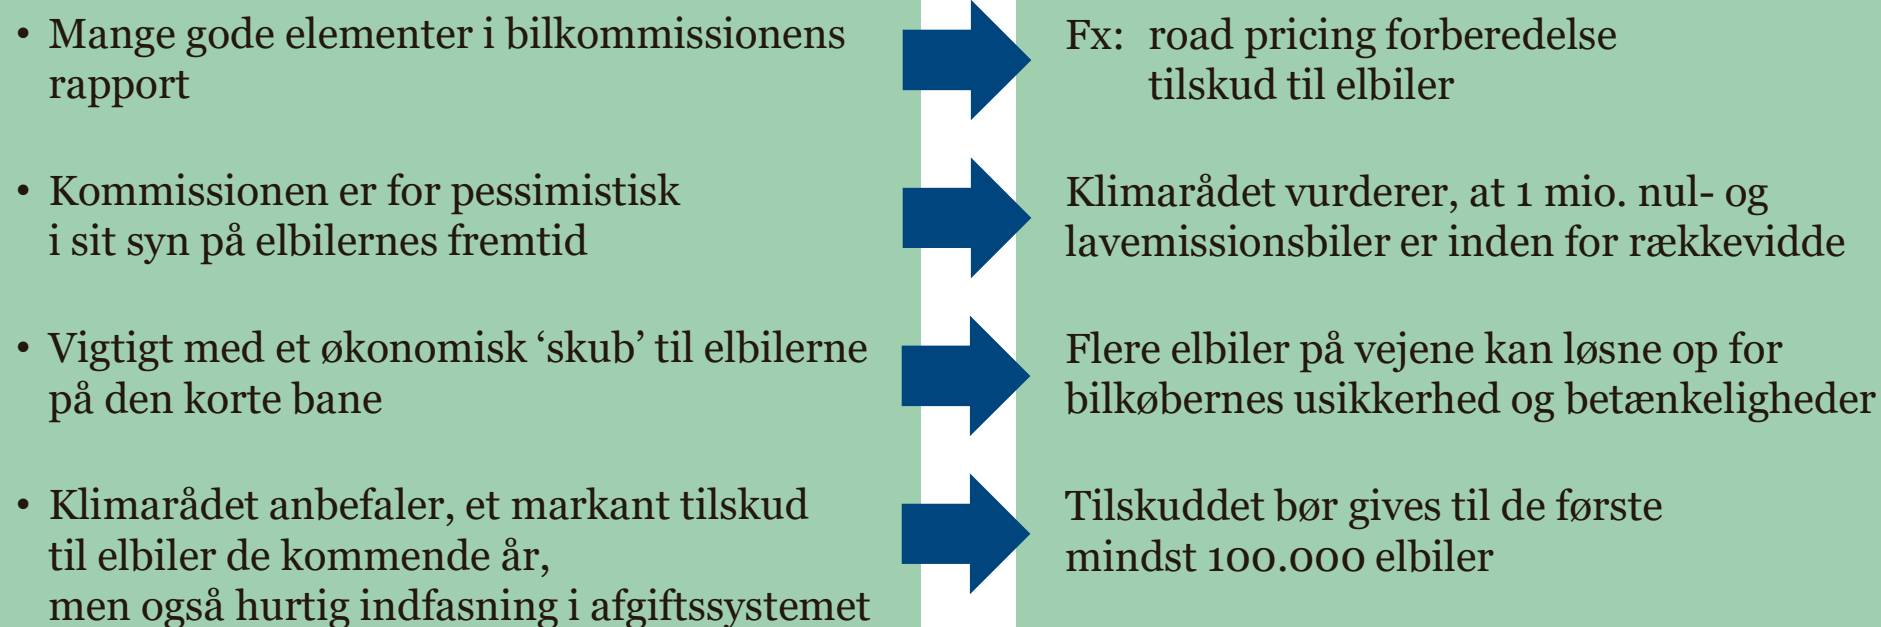 • Mange gode elementer i bilkommissionens
rapport
Fx: road pricing forberedelse
tilskud til elbiler
• Kommissionen er for pessimistisk
i sit syn på elbilernes fremtid
Klimarådet vurderer, at 1 mio. nul- og
lavemissionsbiler er inden for rækkevidde
• Vigtigt med et økonomisk ‘skub’ til elbilerne
på den korte bane
Flere elbiler på vejene kan løsne op for
bilkøbernes usikkerhed og betænkeligheder
• Klimarådet anbefaler, et markant tilskud
til elbiler de kommende år,
men også hurtig indfasning i afgiftssystemet
Tilskuddet bør gives til de første
mindst 100.000 elbiler